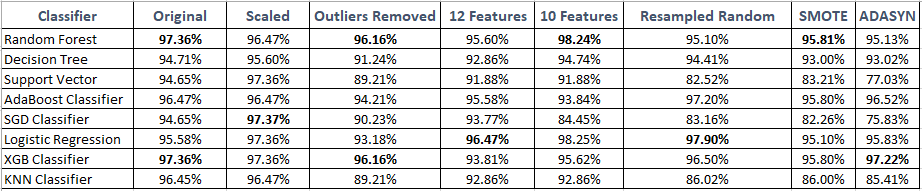 Classifier Original Scaled Outliers Removed 12 Features 10 Features Resampled Random SMOTE ADASYN
Random Forest 97.36% 96.47% 96.16% 95.60% 98.24% 95.10% 95.81% 95.13%
Decision Tree 94.71% 95.60% 91.24% 92.86% 94.74% 94.41% 93.00% 93.02%
Support Vector 94.65% 97.36% 89.21% 91.88% 91.88% 82.52% 83.21% 77.03%
AdaBoost Classifier 96.47% 96.47% 94.21% 95.58% 93.84% 97.20% 95.80% 96.52%
SGD Classifier 94.65% 97.37% 90.23% 93.77% 84.45% 83.16% 82.26% 75.83%
Logistic Regression 95.58% 97.36% 93.18% 96.47% 98.25% 97.90% 95.10% 95.83%
XGB Classifier 97.36% 97.36% 96.16% 93.81% 95.62% 96.50% 95.80% 97.22%
KNN Classifier 96.45% 96.47% 89.21% 92.86% 92.86% 86.02% 86.00% 85.41%